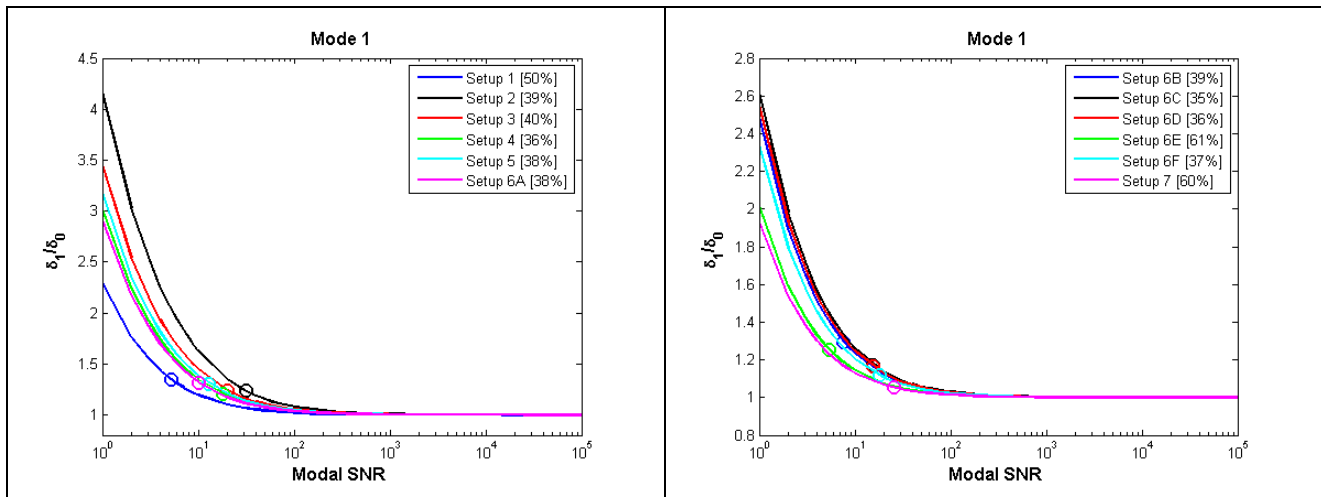 Mode 1
4.5
4
3.5
3
2.5
2
1.5
1
δ1/δ0
Setup 1 [50%]
Setup 2 [39%]
Setup 3 [40%]
Setup 4 [36%]
Setup 5 [38%]
Setup 6A [38%]
10^0 10^1 10^2 10^3 10^4 10^5
Modal SNR
Mode 1
2.8
2.6
2.4
2.2
2
1.8
1.6
1.4
1.2
1
0.8
δ1/δ0
Setup 6B [39%]
Setup 6C [35%]
Setup 6D [36%]
Setup 6E [61%]
Setup 6F [37%]
Setup 7 [60%]
10^0 10^1 10^2 10^3 10^4 10^5
Modal SNR